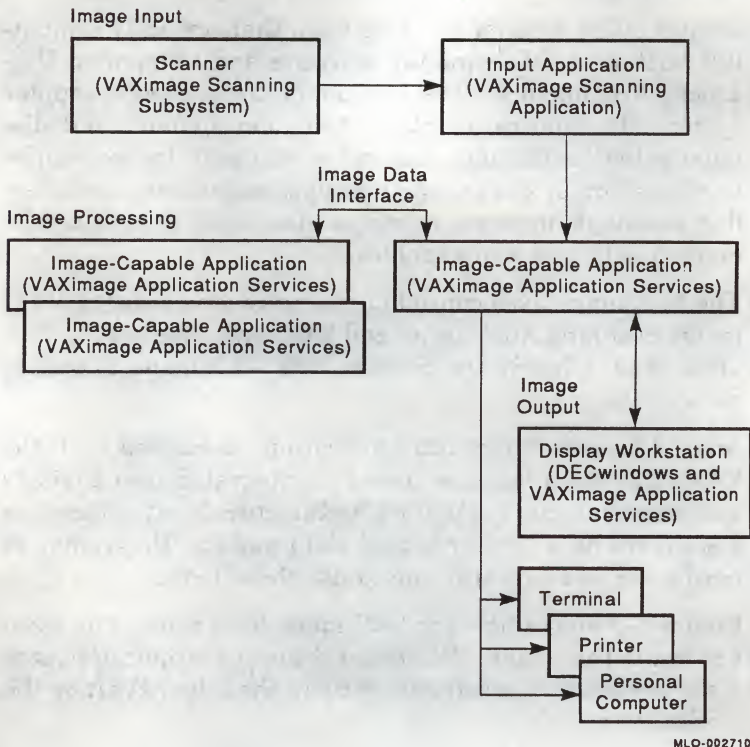 Image Input
Scanner
(VAXimage Scanning
Subsystem)
Input Application
(VAXimage Scanning
Application)
Image Data
Interface
Image Processing
Image-Capable Application
(VAXimage Application Services)
Image-Capable Application
(VAXimage Application Services)
Image-Capable Application
(VAXimage Application Services)
Image
Output
Display Workstation
(DECwindows and
VAXimage Application
Services)
Terminal
Printer
Personal
Computer
MLO-002710